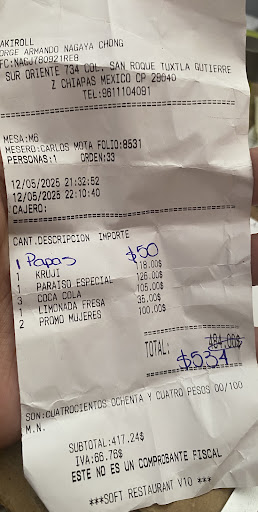 AKIROLL
ORGE ARMANDO NAGAYA CHONG
FC:NACJ780921RE8
SUR ORIENTE 734 COL. SAN ROQUE TUXTLA GUTIERRE
Z CHIAPAS MEXICO CP 29040
TEL:9611104091
MESA:M6
MESERO:CARLOS MOTA FOLIO:8531
PERSONAS:1 ORDEN:33
12/05/2025 21:32:52
12/05/2025 22:10:40
CAJERO:
CANT.DESCRIPCION IMPORTE
1 Papas $50
1 KRUJI 118.00$
1 PARAISO ESPECIAL 126.00$
3 COCA COLA 105.00$
1 LIMONADA FRESA 35.00$
2 PROMO MUJERES 100.00$
TOTAL: 484.00$
$534
SON:CUATROCIENTOS OCHENTA Y CUATRO PESOS 00/100
M.N.
SUBTOTAL:417.24$
IVA:66.76$
ESTE NO ES UN COMPROBANTE FISCAL
***SOFT RESTAURANT V10 ***